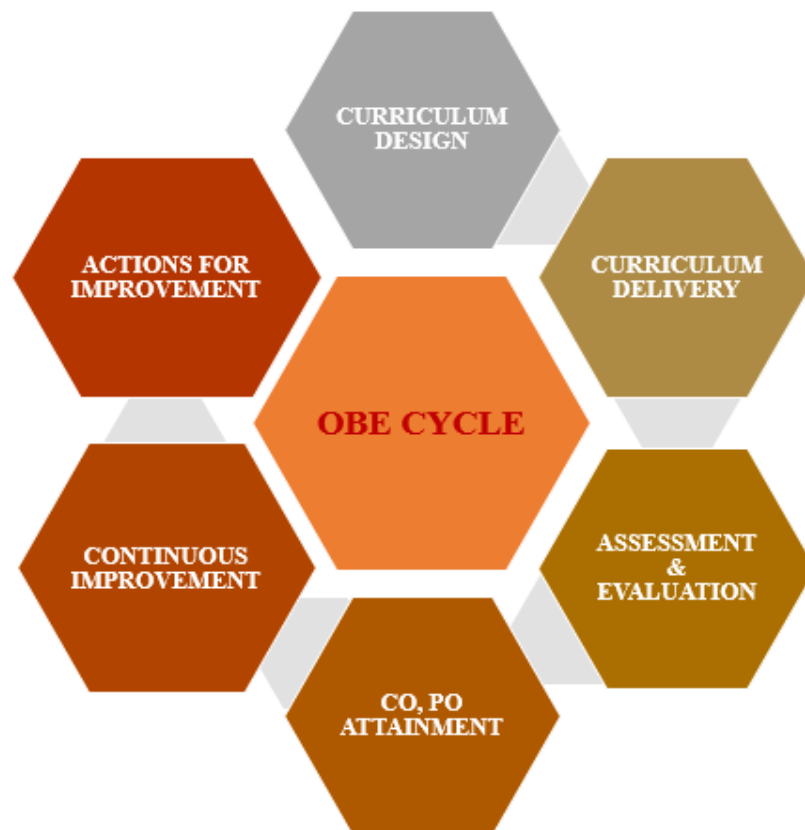 CURRICULUM
DESIGN
CURRICULUM
DELIVERY
ASSESSMENT
&
EVALUATION
CO, PO
ATTAINMENT
CONTINUOUS
IMPROVEMENT
ACTIONS FOR
IMPROVEMENT
OBE CYCLE